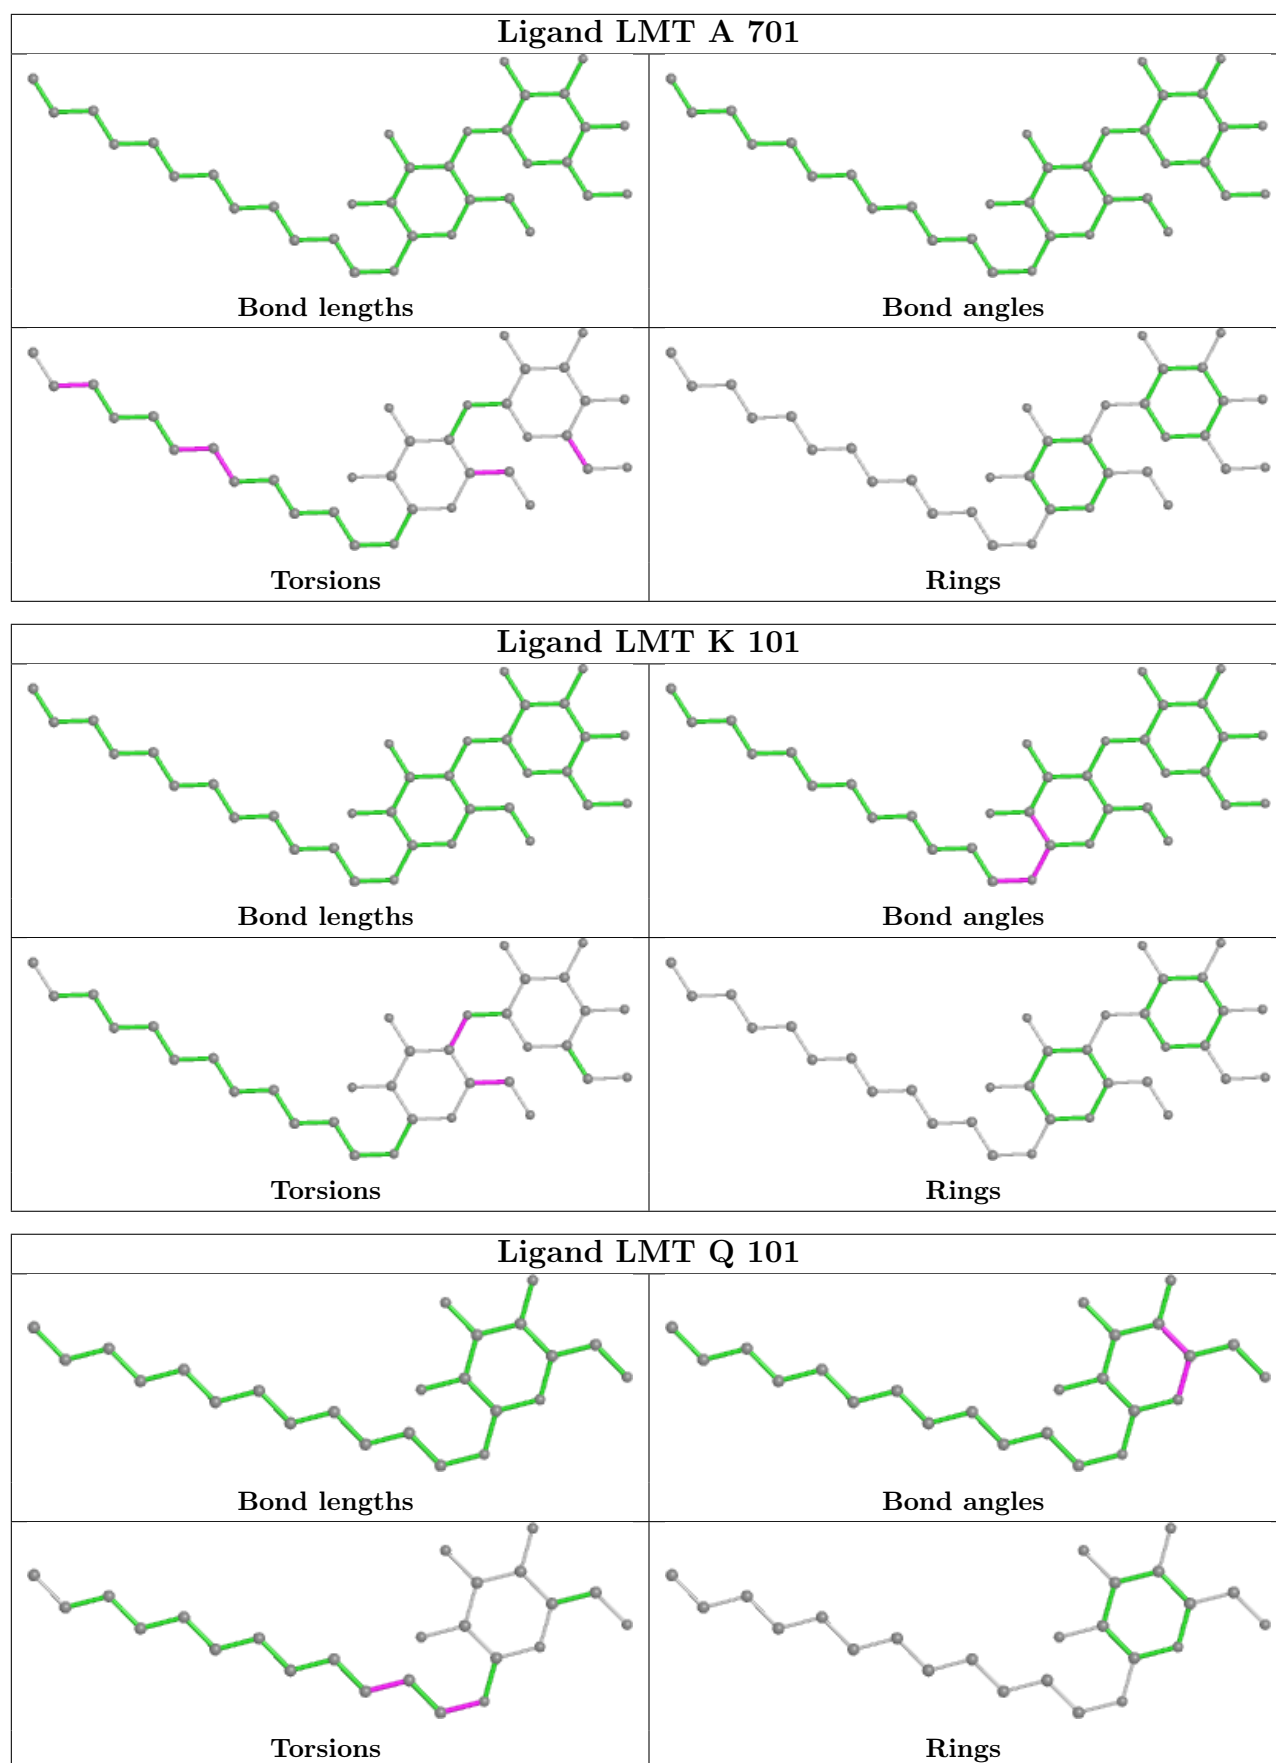 Ligand LMT A 701
Bond lengths
Bond angles
Torsions
Rings
Ligand LMT K 101
Bond lengths
Bond angles
Torsions
Rings
Ligand LMT Q 101
Bond lengths
Bond angles
Torsions
Rings